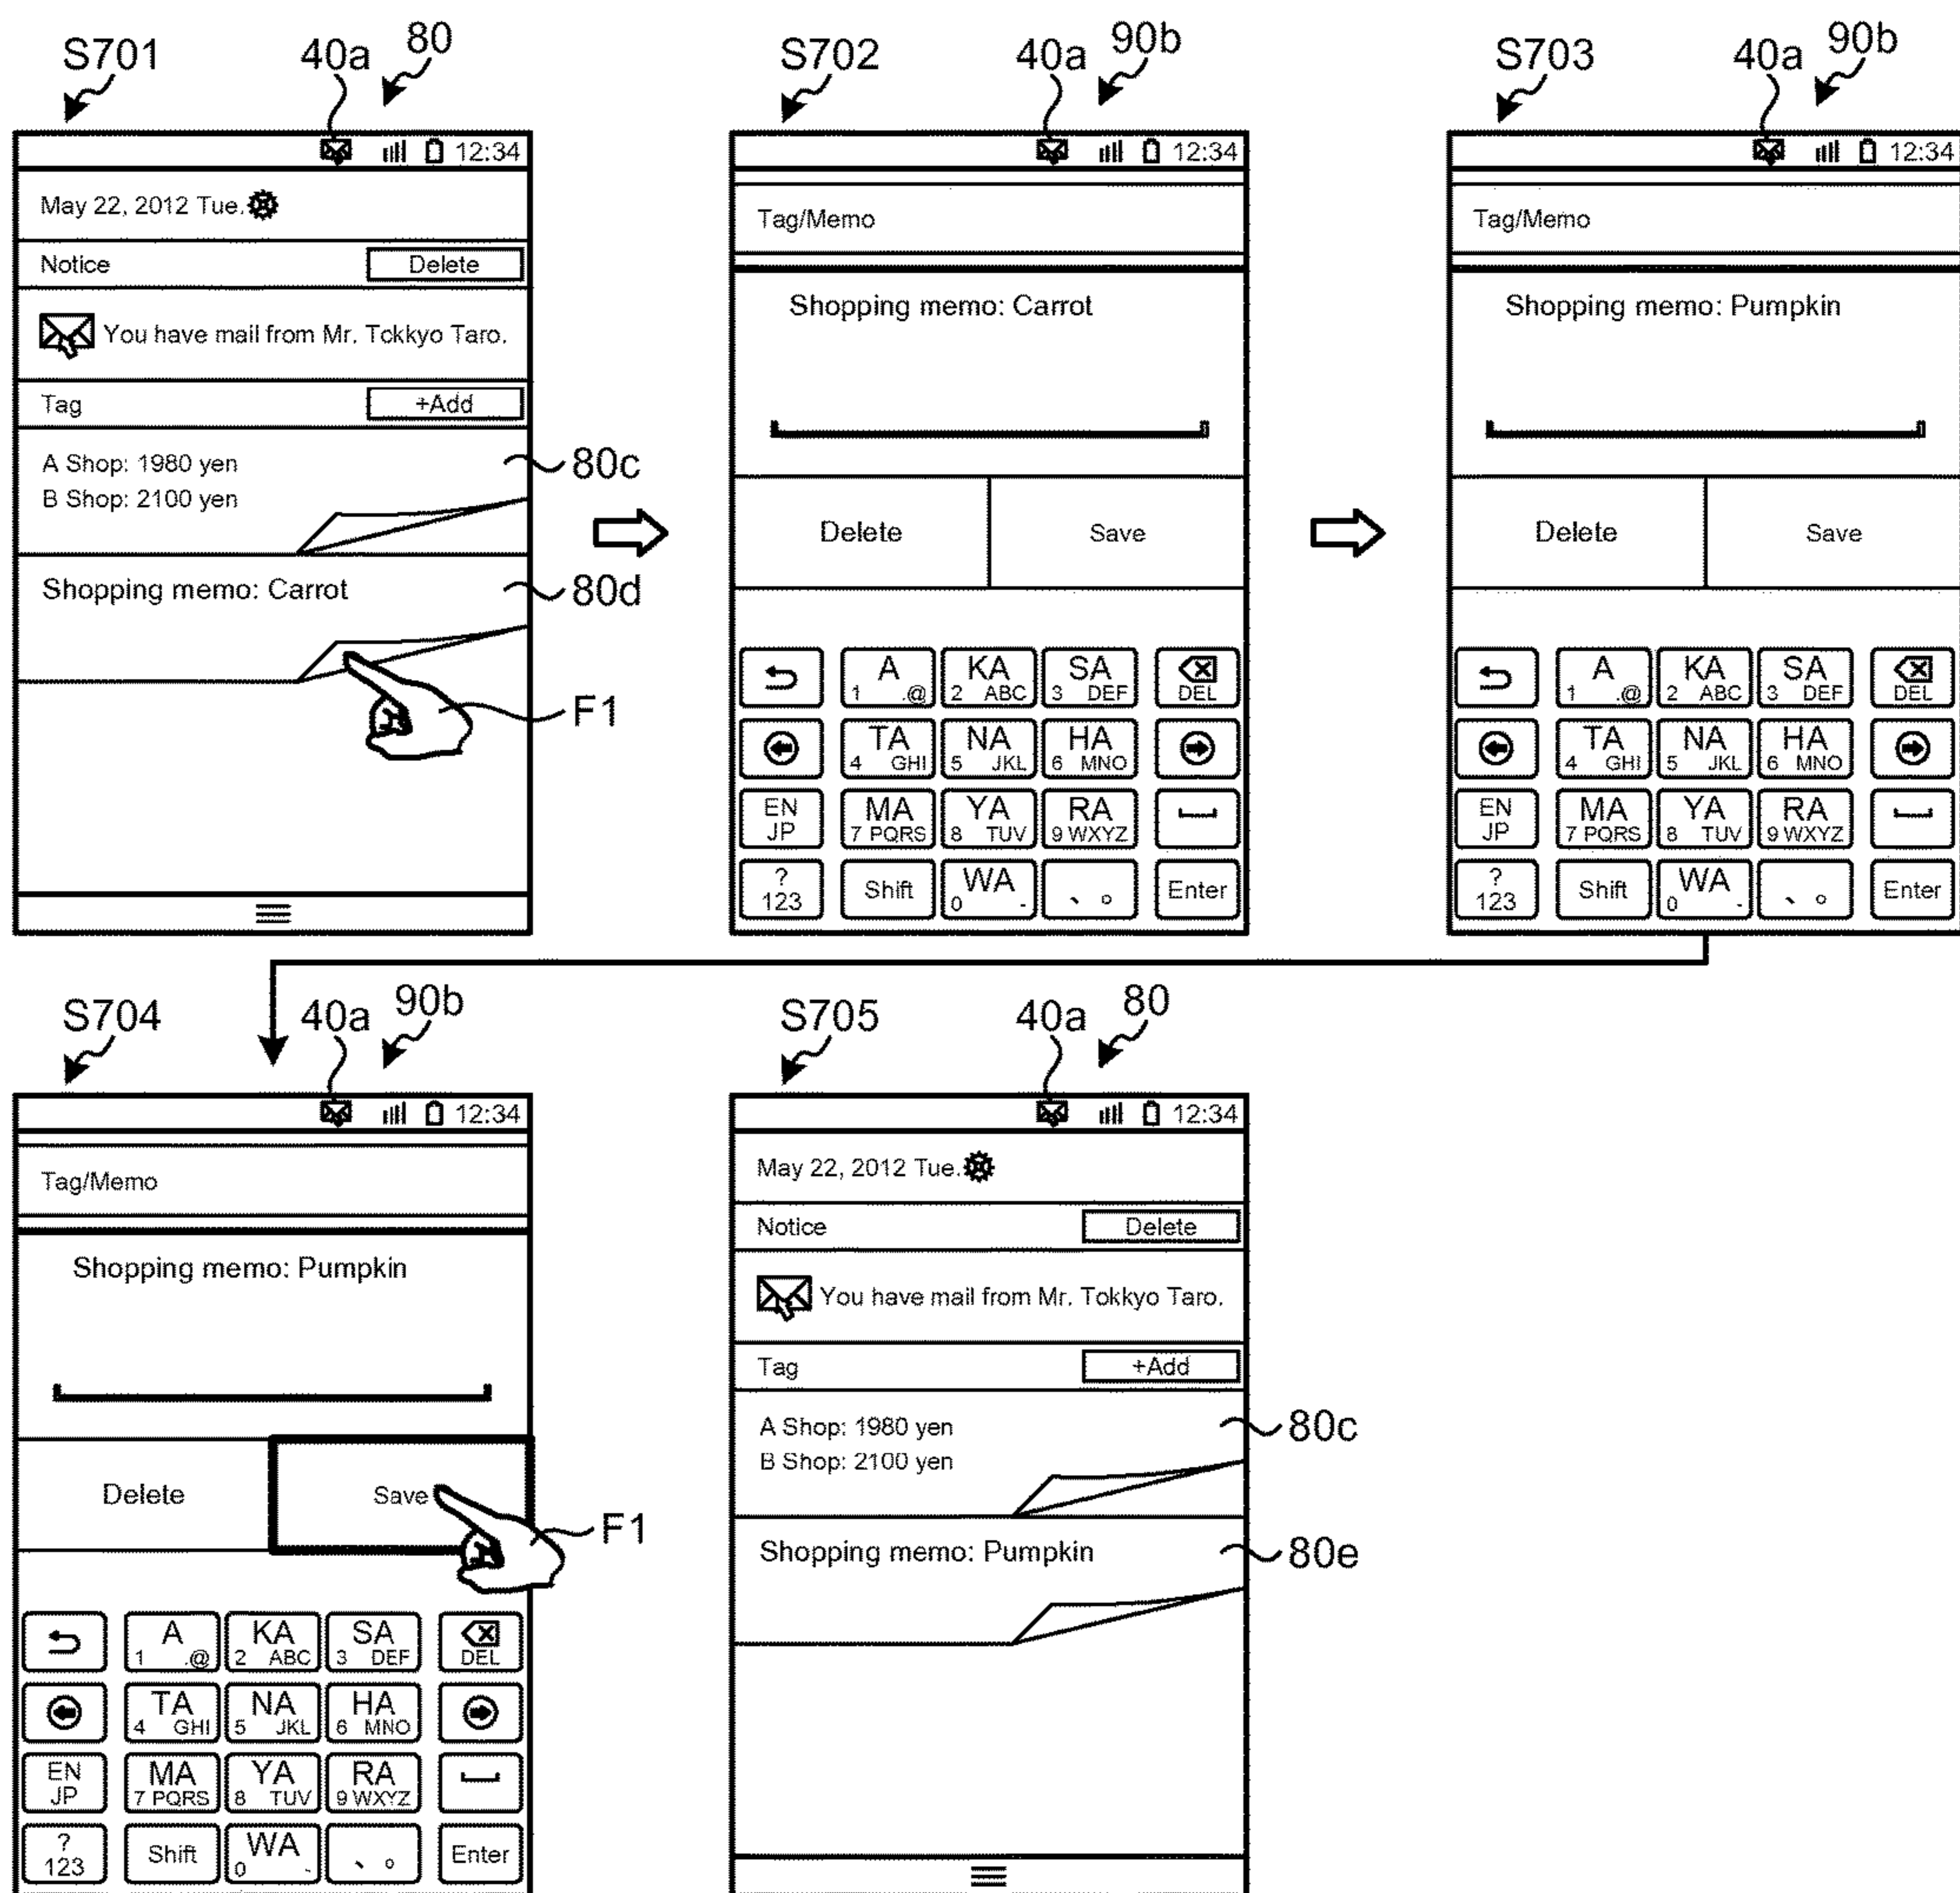 S701 40a 80
12:34
May 22, 2012 Tue.
Notice Delete
You have mail from Mr. Tokkyo Taro.
Tag +Add
A Shop: 1980 yen
B Shop: 2100 yen
80c
Shopping memo: Carrot
80d
F1
S702 40a 90b
12:34
Tag/Memo
Shopping memo: Carrot
Delete Save
A 1 .@ KA 2 ABC SA 3 DEF DEL
TA 4 GHI NA 5 JKL HA 6 MNO
EN JP MA 7 PQRS YA 8 TUV RA 9 WXYZ
? 123 Shift WA 0 - 、 。 Enter
S703 40a 90b
12:34
Tag/Memo
Shopping memo: Pumpkin
Delete Save
A 1 .@ KA 2 ABC SA 3 DEF DEL
TA 4 GHI NA 5 JKL HA 6 MNO
EN JP MA 7 PQRS YA 8 TUV RA 9 WXYZ
? 123 Shift WA 0 - 、 。 Enter
S704 40a 90b
12:34
Tag/Memo
Shopping memo: Pumpkin
Delete Save
F1
A 1 .@ KA 2 ABC SA 3 DEF DEL
TA 4 GHI NA 5 JKL HA 6 MNO
EN JP MA 7 PQRS YA 8 TUV RA 9 WXYZ
? 123 Shift WA 0 - 、 。 Enter
S705 40a 80
12:34
May 22, 2012 Tue.
Notice Delete
You have mail from Mr. Tokkyo Taro.
Tag +Add
A Shop: 1980 yen
B Shop: 2100 yen
80c
Shopping memo: Pumpkin
80e